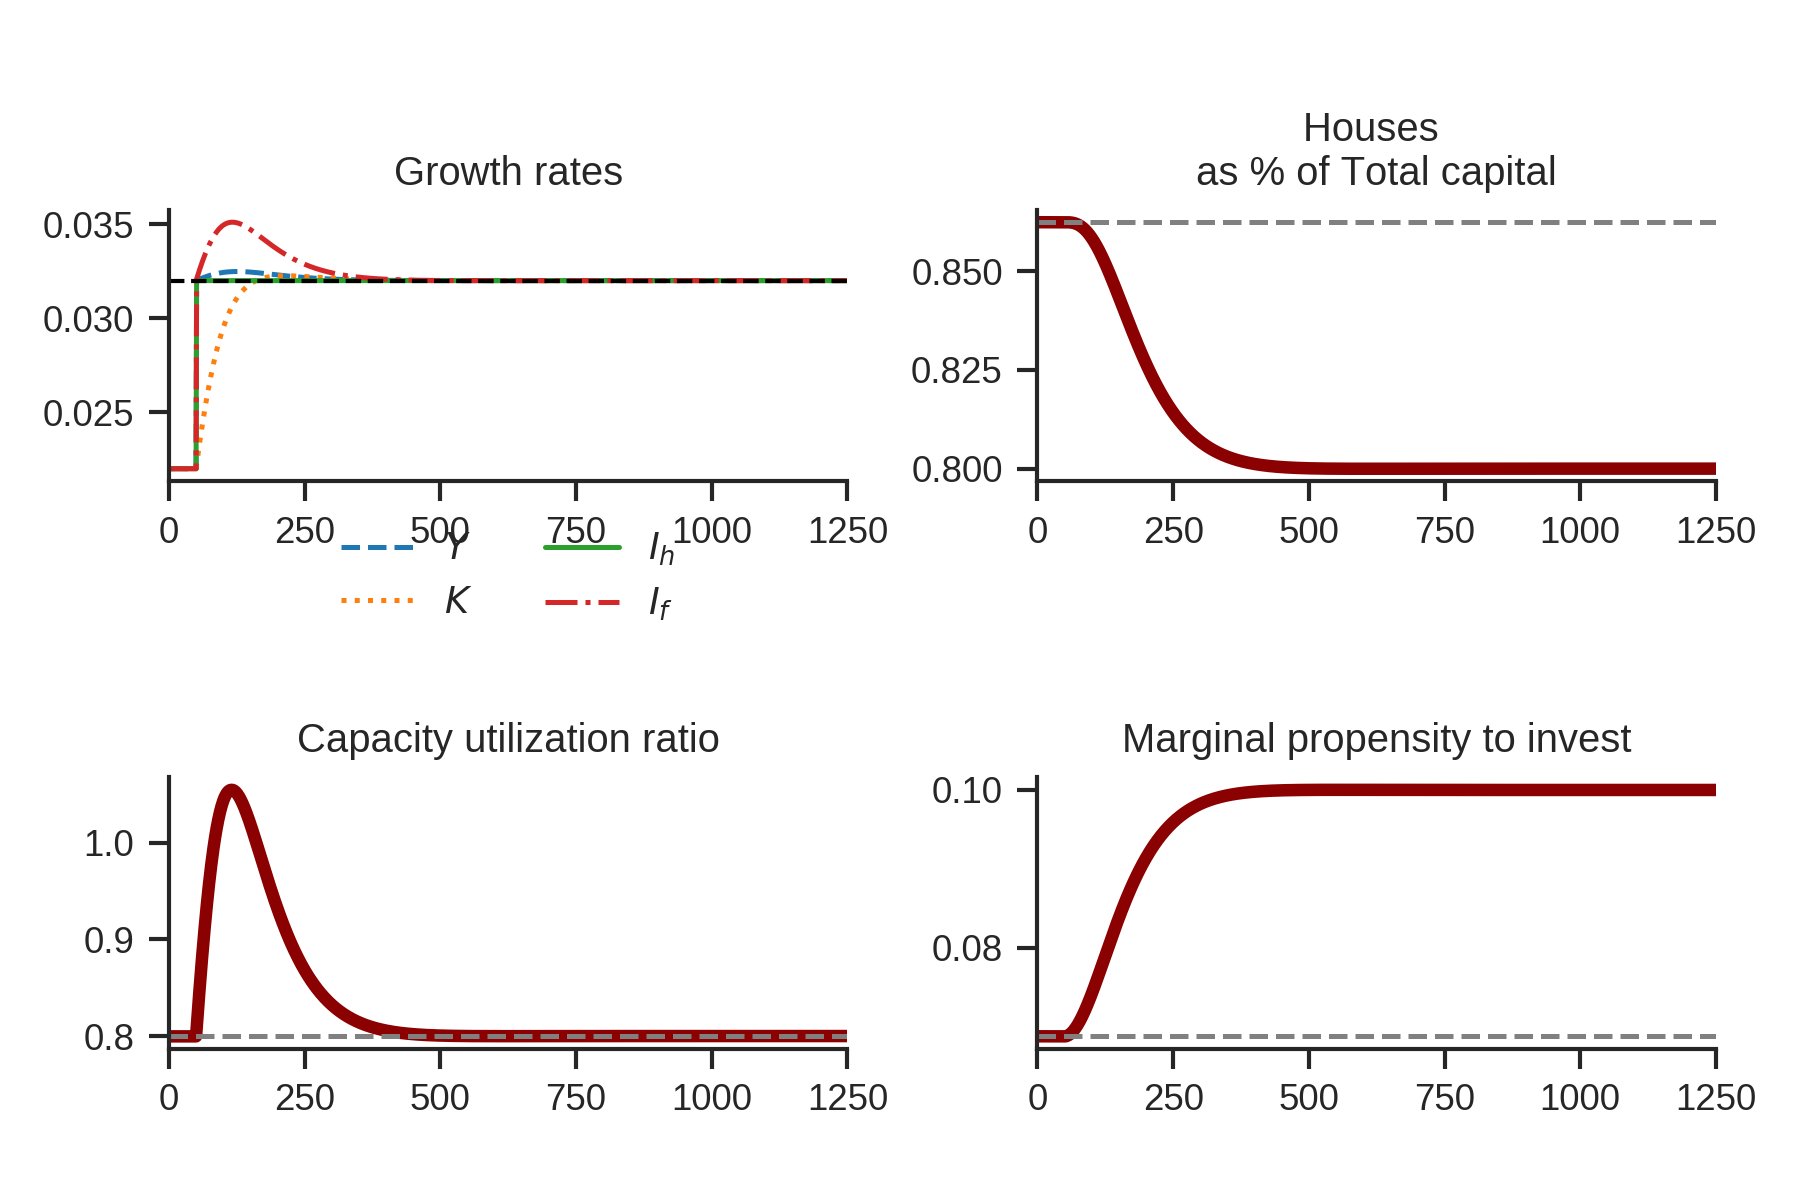 Growth rates
0.035
0.030
0.025
0 250 500 750 1000 1250
Y I_h
K I_f
Houses
as % of Total capital
0.850
0.825
0.800
0 250 500 750 1000 1250
Capacity utilization ratio
1.0
0.9
0.8
0 250 500 750 1000 1250
Marginal propensity to invest
0.10
0.08
0 250 500 750 1000 1250